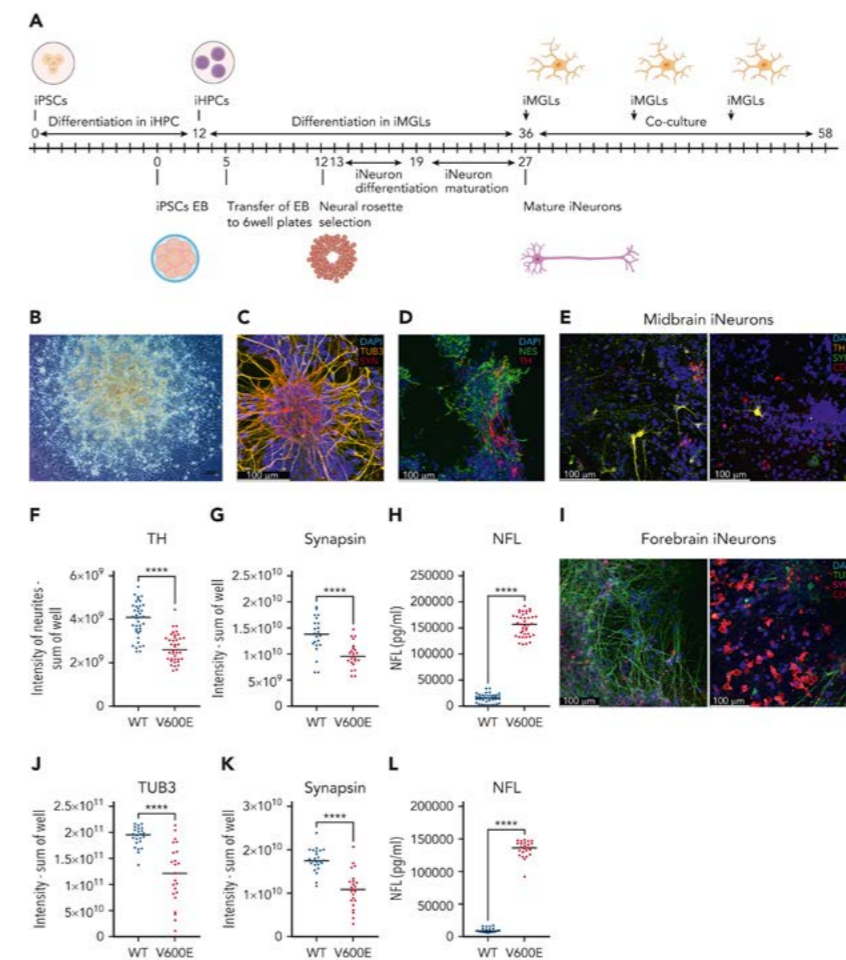 A
iPSCs
iHPCs
iMGLs
iMGLs
iMGLs
Differentiation in iHPC
Differentiation in iMGLs
Co-culture
0
12
36
58
0
5
12 13
19
27
iNeuron
differentiation
iNeuron
maturation
iPSCs EB
Transfer of EB
to 6well plates
Neural rosette
selection
Mature iNeurons
B
C
DAPI
TUB3
SYN
100 μm
D
DAPI
NES
TH
100 μm
E
Midbrain iNeurons
100 μm
100 μm
TH
F
TH
Intensity of neurites -
sum of well
6×10⁹
4×10⁹
2×10⁹
0
****
WT V600E
G
Synapsin
Intensity - sum of well
2.5×10¹⁰
2×10¹⁰
1.5×10¹⁰
1×10¹⁰
5×10⁹
0
****
WT V600E
H
NFL
NFL (pg/ml)
250000
200000
150000
100000
50000
0
****
WT V600E
I
Forebrain iNeurons
100 μm
100 μm
J
TUB3
Intensity - sum of well
2.5×10¹¹
2×10¹¹
1.5×10¹¹
1×10¹¹
5×10¹⁰
0
****
WT V600E
K
Synapsin
Intensity - sum of well
3×10¹⁰
2×10¹⁰
1×10¹⁰
0
****
WT V600E
L
NFL
NFL (pg/ml)
200000
150000
100000
50000
0
****
WT V600E